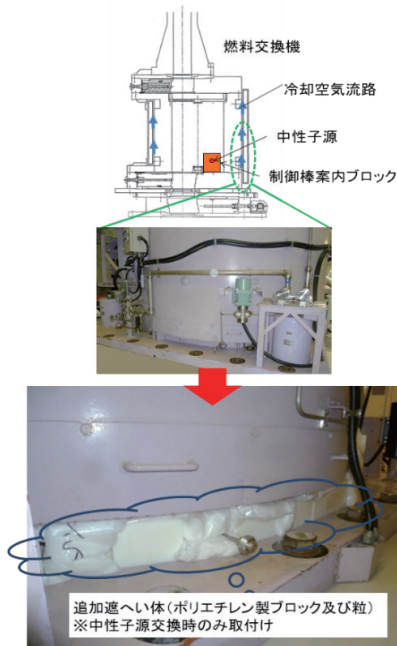 燃料交換機
冷却空気流路
中性子源
制御棒案内ブロック
追加遮へい体(ポリエチレン製ブロック及び粒)
※中性子源交換時のみ取付け